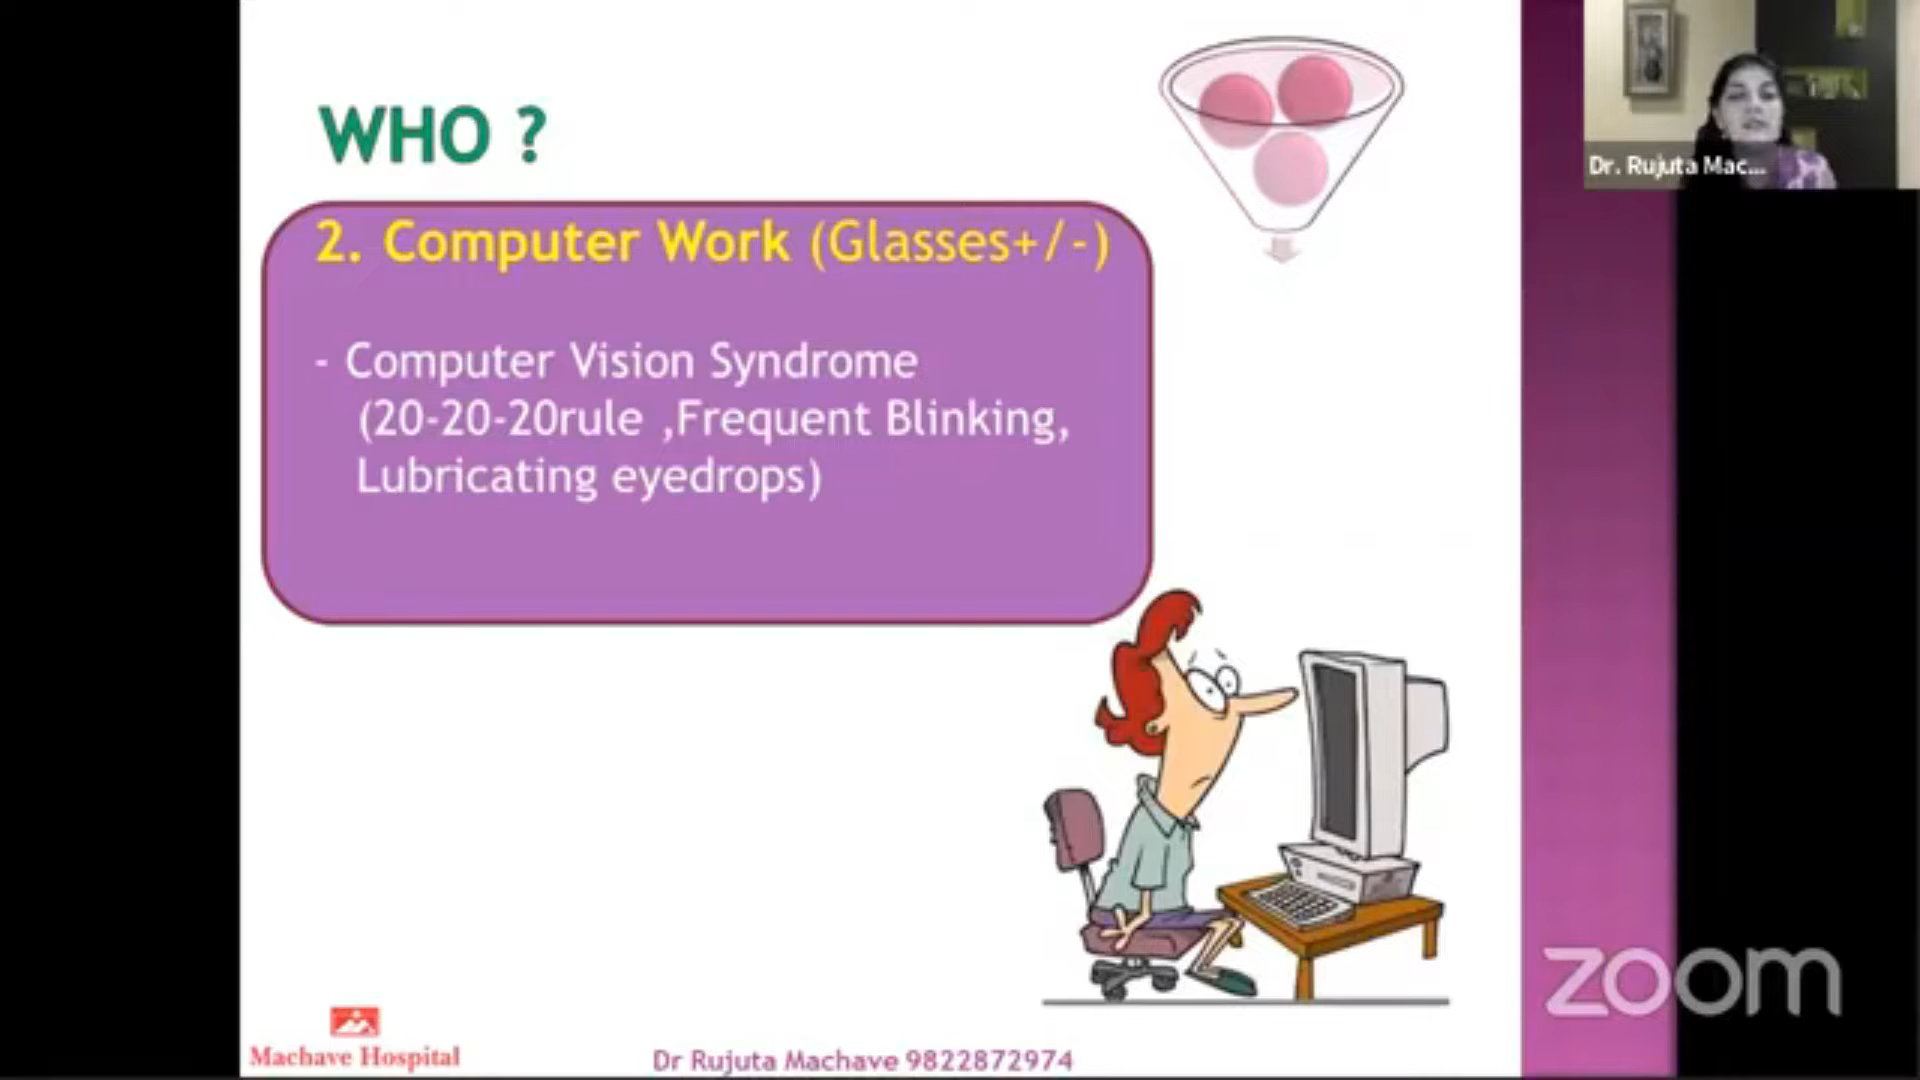 WHO ?
2. Computer Work (Glasses+/-)
- Computer Vision Syndrome
(20-20-20rule ,Frequent Blinking,
Lubricating eyedrops)
Dr. Rujuta Mac...
Machave Hospital
Dr Rujuta Machave 9822872974
zoom